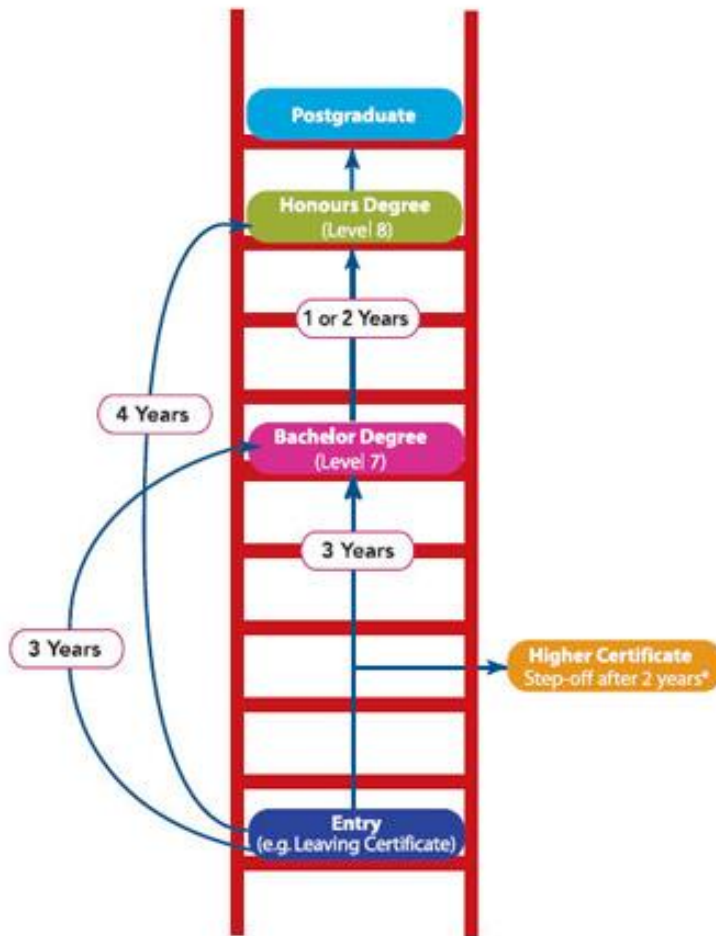 Postgraduate
Honours Degree
(Level 8)
1 or 2 Years
4 Years
Bachelor Degree
(Level 7)
3 Years
3 Years
Higher Certificate
Step-off after 2 years*
Entry
(e.g. Leaving Certificate)